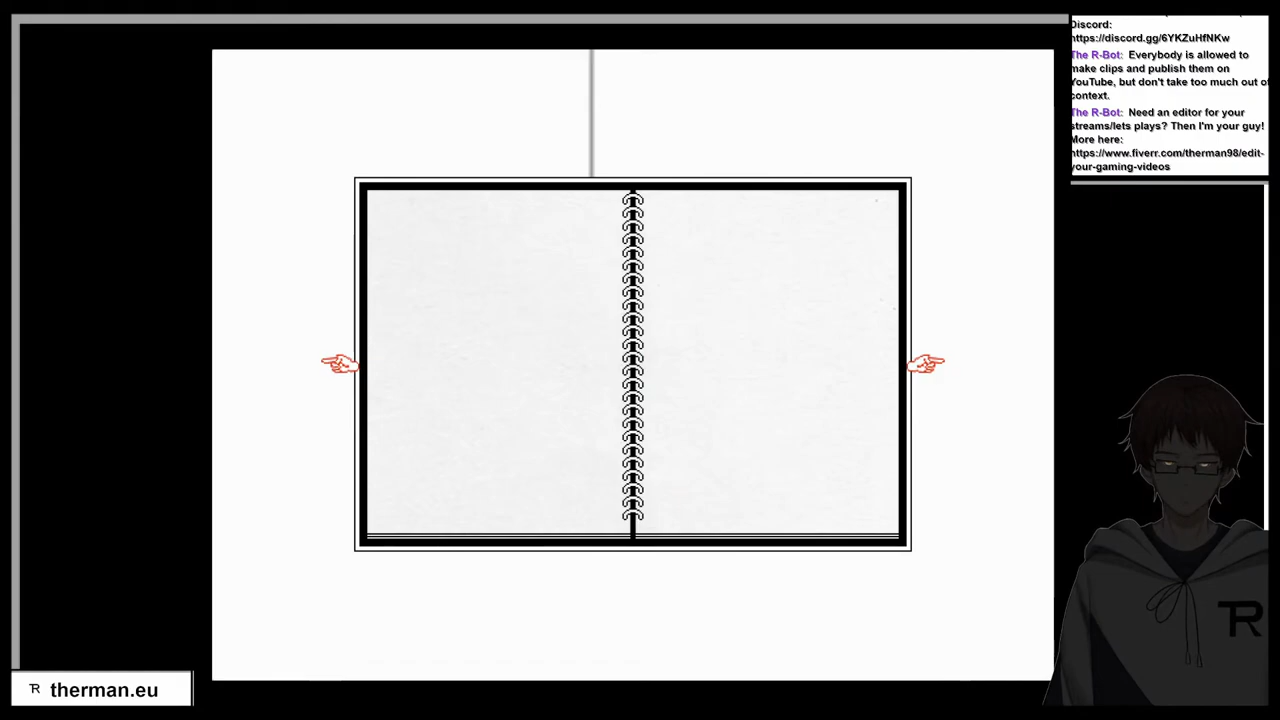 Discord:
https://discord.gg/6YKZuHfNKw
The R-Bot: Everybody is allowed to
make clips and publish them on
YouTube, but don't take too much out of
context.
The R-Bot: Need an editor for your
streams/lets plays? Then I'm your guy!
More here:
https://www.fiverr.com/therman98/edit-
your-gaming-videos
TR
TR therman.eu